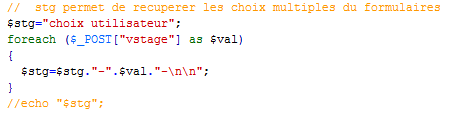 //  stg permet de recuperer les choix multiples du formulaires
$stg="choix utilisateur";
foreach ($_POST["vstage"] as $val)
{
  $stg=$stg."-".$val."-\n\n";
}
//echo "$stg";